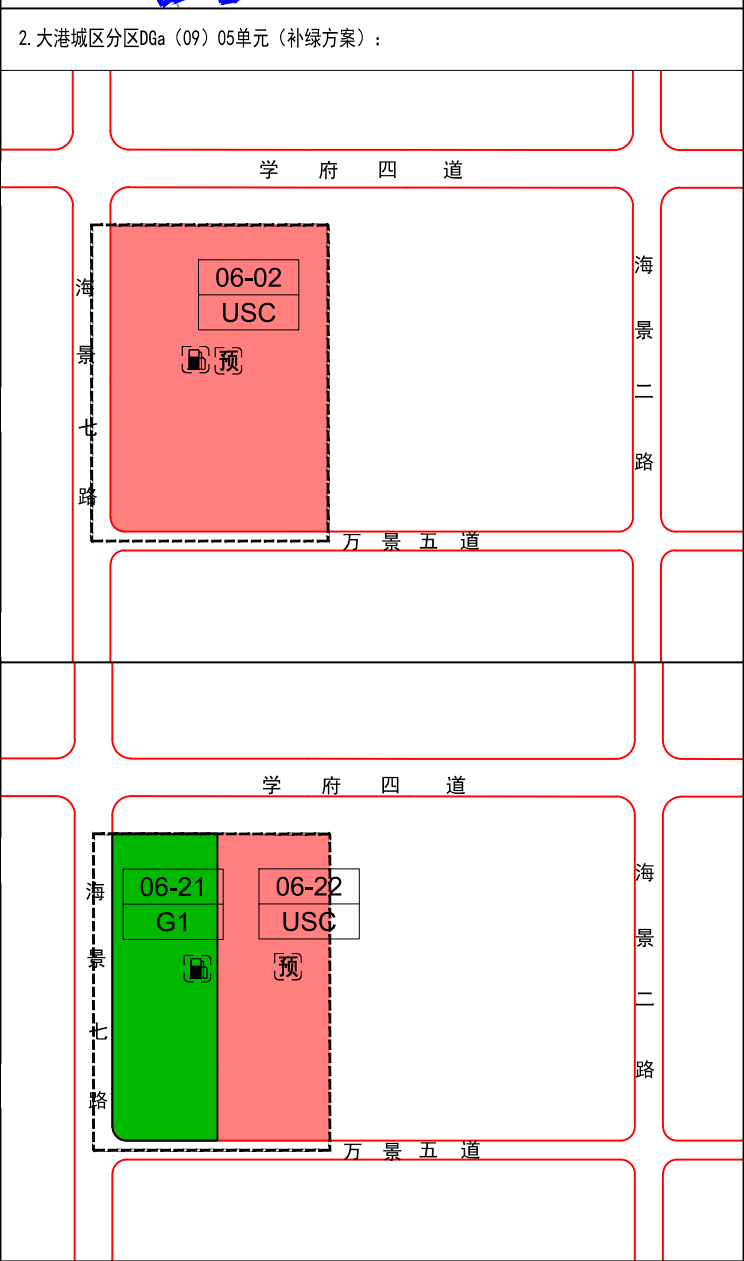 2.大港城区分区DGa（09）05单元（补绿方案）：
学府四道
海景七路
海景二路
06-02
USC
预
万景五道
学府四道
海景七路
海景二路
06-21
G1
06-22
USC
预
万景五道